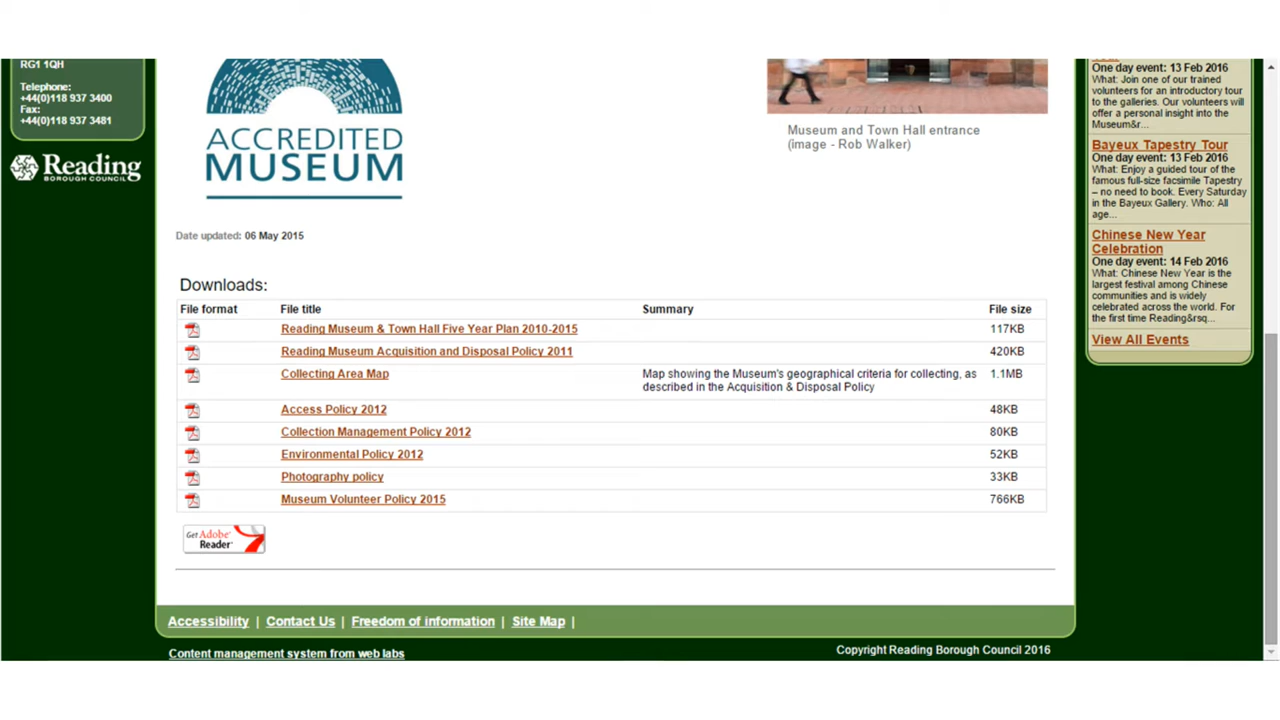 RG1 1QH
Telephone:
+44(0)118 937 3400
Fax:
+44(0)118 937 3481
Reading
BOROUGH COUNCIL
ACCREDITED
MUSEUM
Museum and Town Hall entrance
(image - Rob Walker)
Date updated: 06 May 2015
Downloads:
File format File title Summary File size
Reading Museum & Town Hall Five Year Plan 2010-2015 117KB
Reading Museum Acquisition and Disposal Policy 2011 420KB
Collecting Area Map Map showing the Museum's geographical criteria for collecting, as 1.1MB
described in the Acquisition & Disposal Policy
Access Policy 2012 48KB
Collection Management Policy 2012 80KB
Environmental Policy 2012 52KB
Photography policy 33KB
Museum Volunteer Policy 2015 766KB
Get Adobe
Reader
One day event: 13 Feb 2016
What: Join one of our trained
volunteers for an introductory tour
to the galleries. Our volunteers will
offer a personal insight into the
Museum&r...
Bayeux Tapestry Tour
One day event: 13 Feb 2016
What: Enjoy a guided tour of the
famous full-size facsimile Tapestry
– no need to book. Every Saturday
in the Bayeux Gallery. Who: All
age...
Chinese New Year
Celebration
One day event: 14 Feb 2016
What: Chinese New Year is the
largest festival among Chinese
communities and is widely
celebrated across the world. For
the first time Reading&rsq...
View All Events
Accessibility | Contact Us | Freedom of information | Site Map |
Content management system from web labs
Copyright Reading Borough Council 2016